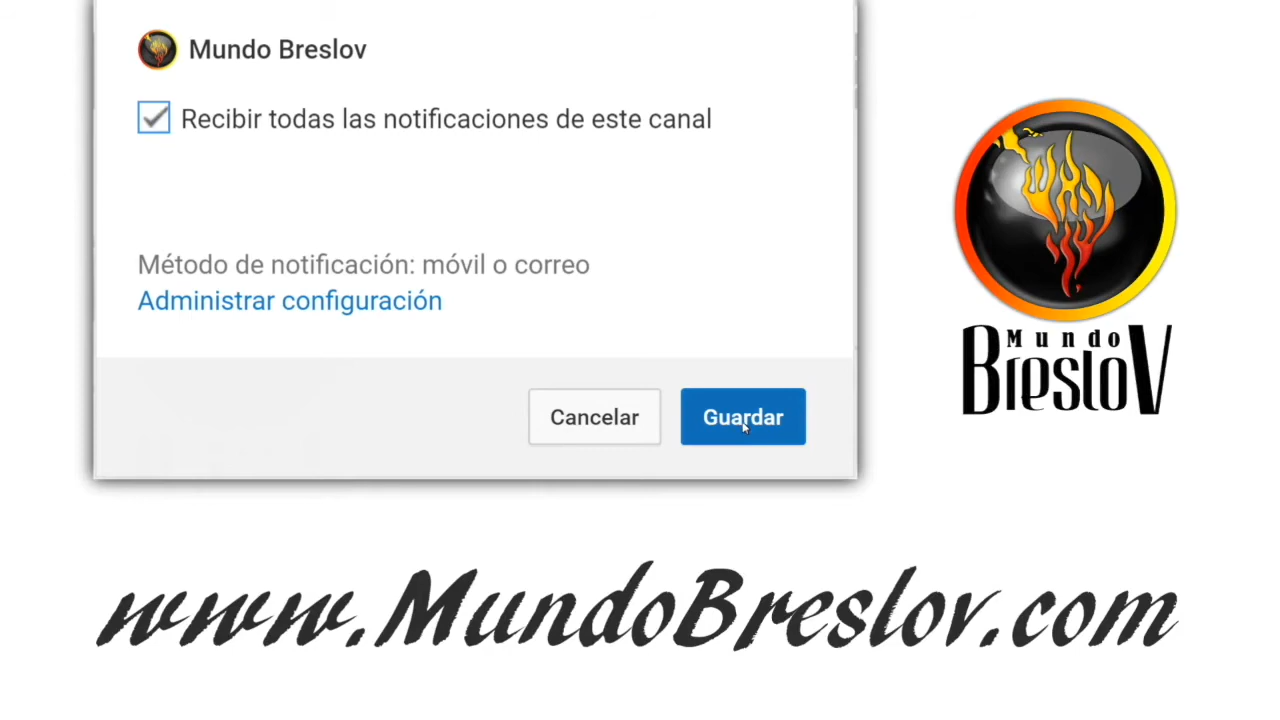 Mundo Breslov
Recibir todas las notificaciones de este canal
Método de notificación: móvil o correo
Administrar configuración
Cancelar
Guardar
Mundo
Breslov
www.MundoBreslov.com